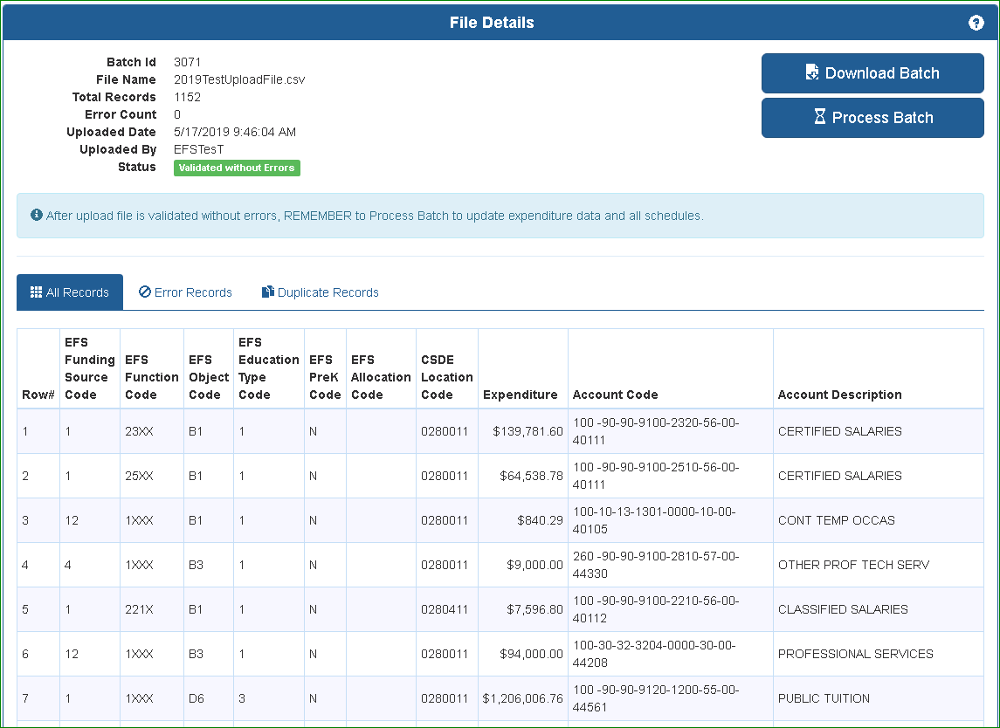 File Details
Batch Id 3071
File Name 2019TestUploadFile.csv
Total Records 1152
Error Count 0
Uploaded Date 5/17/2019 9:46:04 AM
Uploaded By EFSTesT
Status Validated without Errors
Download Batch
Process Batch
After upload file is validated without errors, REMEMBER to Process Batch to update expenditure data and all schedules.
All Records Error Records Duplicate Records
Row# EFS Funding Source Code EFS Function Code EFS Object Code EFS Education Type Code EFS PreK Code EFS Allocation Code CSDE Location Code Expenditure Account Code Account Description
1 1 23XX B1 1 N 0280011 $139,781.60 100 -90-90-9100-2320-56-00-40111 CERTIFIED SALARIES
2 1 25XX B1 1 N 0280011 $64,538.78 100 -90-90-9100-2510-56-00-40111 CERTIFIED SALARIES
3 12 1XXX B1 1 N 0280011 $840.29 100-10-13-1301-0000-10-00-40105 CONT TEMP OCCAS
4 4 1XXX B3 1 N 0280011 $9,000.00 260 -90-90-9100-2810-57-00-44330 OTHER PROF TECH SERV
5 1 221X B1 1 N 0280411 $7,596.80 100 -90-90-9100-2210-56-00-40112 CLASSIFIED SALARIES
6 12 1XXX B3 1 N 0280011 $94,000.00 100-30-32-3204-0000-30-00-44208 PROFESSIONAL SERVICES
7 1 1XXX D6 3 N 0280011 $1,206,006.76 100 -90-90-9120-1200-55-00-44561 PUBLIC TUITION